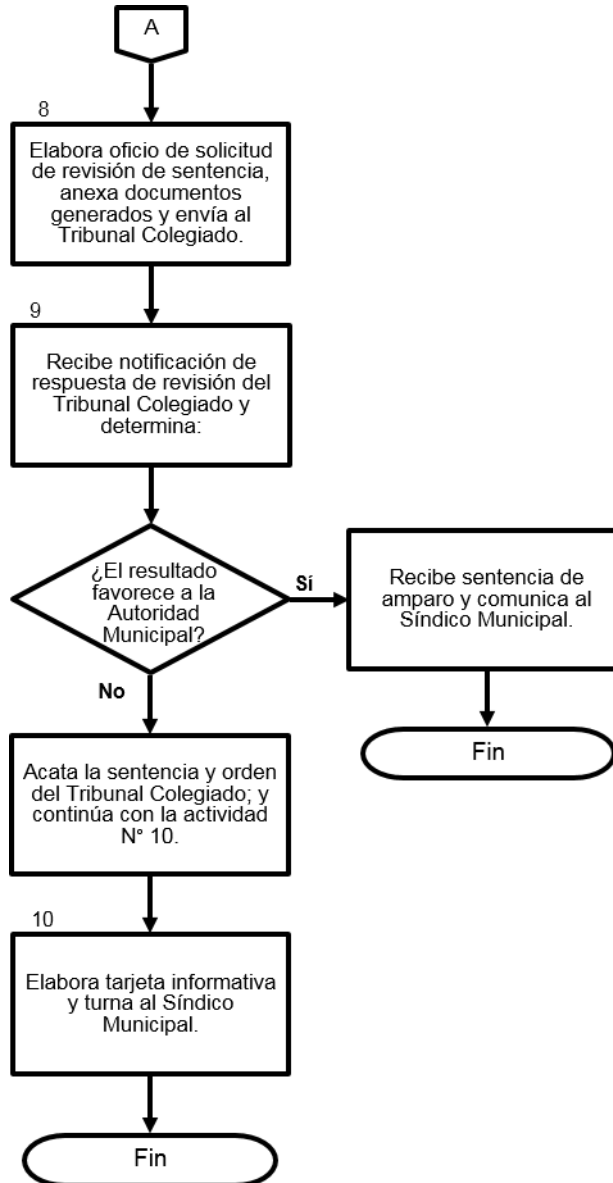 A
8
Elabora oficio de solicitud
de revisión de sentencia,
anexa documentos
generados y envía al
Tribunal Colegiado.
9
Recibe notificación de
respuesta de revisión del
Tribunal Colegiado y
determina:
¿El resultado
favorece a la
Autoridad
Municipal?
Sí
Recibe sentencia de
amparo y comunica al
Síndico Municipal.
Fin
No
Acata la sentencia y orden
del Tribunal Colegiado; y
continúa con la actividad
N° 10.
10
Elabora tarjeta informativa
y turna al Síndico
Municipal.
Fin